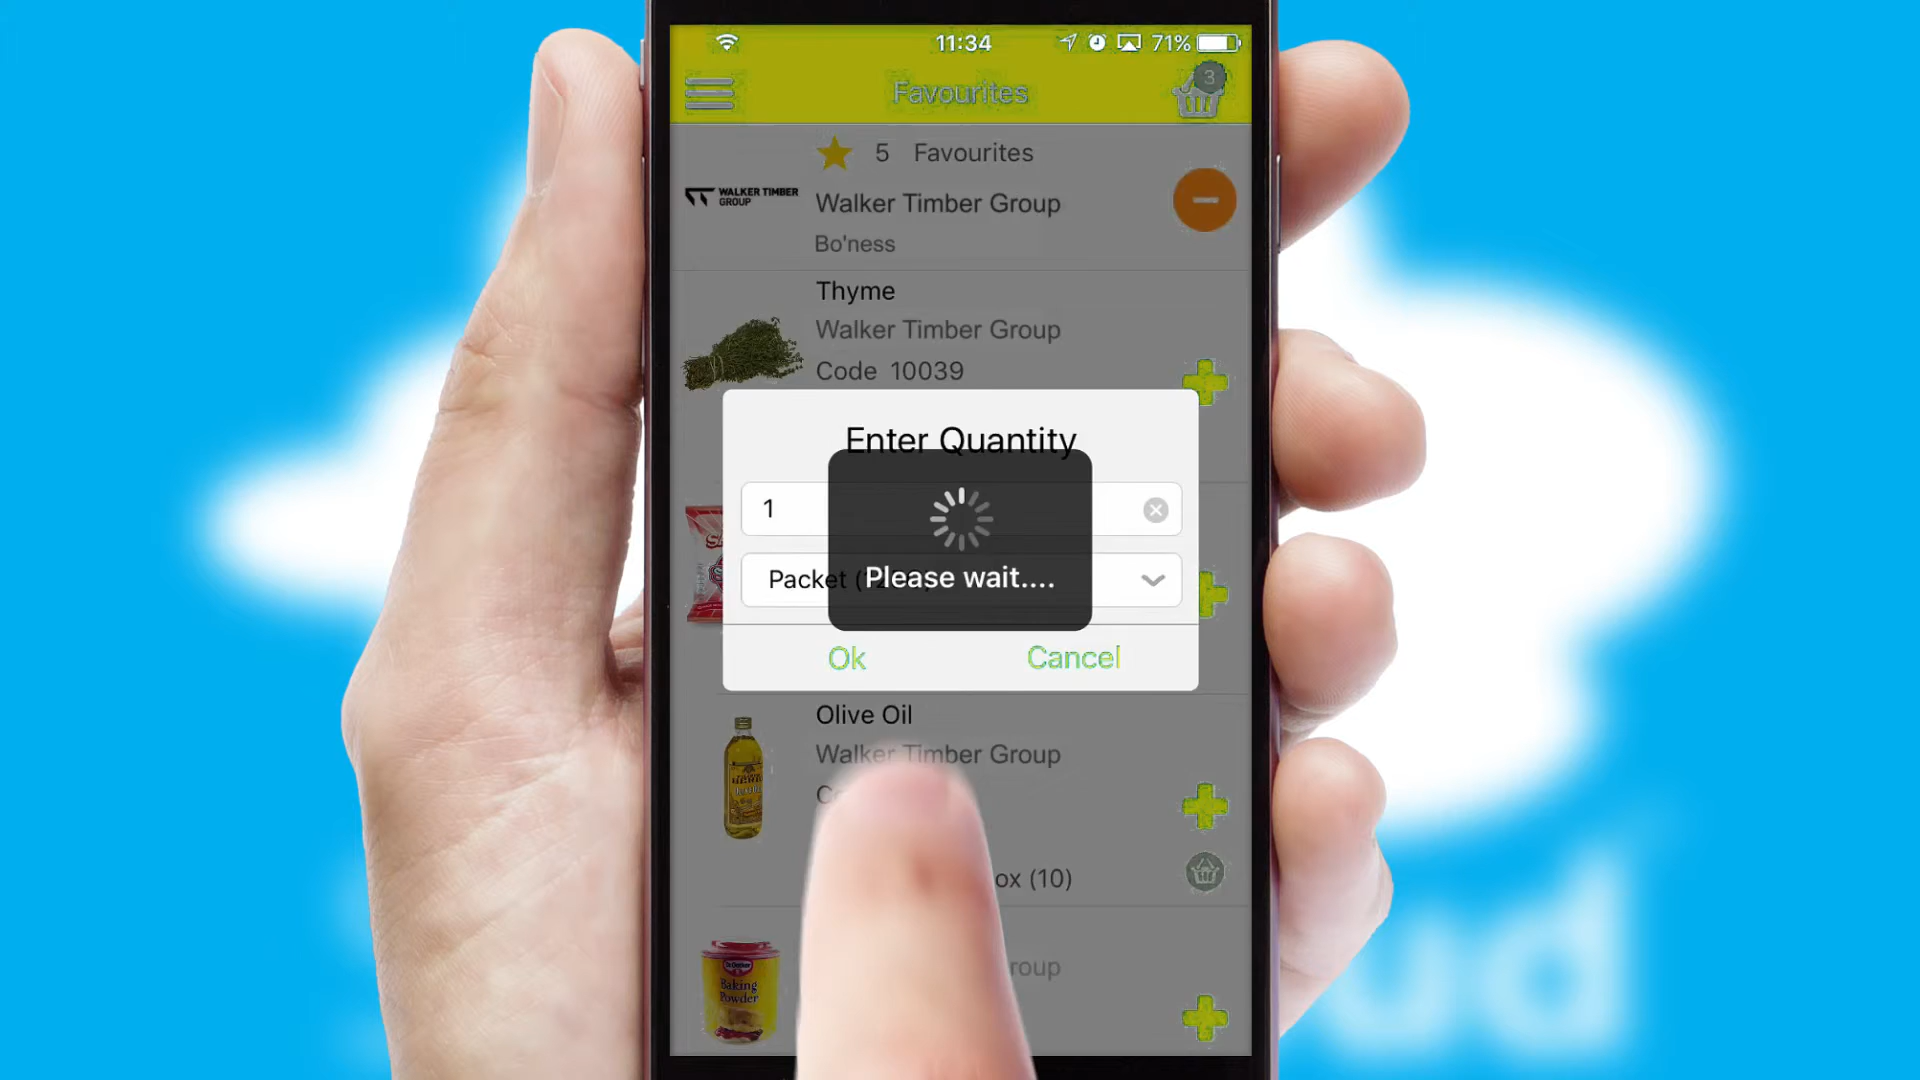 11:34
71%
Favourites
3
5 Favourites
WALKER TIMBER
GROUP
Walker Timber Group
Bo'ness
Thyme
Walker Timber Group
Code 10039
Enter Quantity
1
Packet
Please wait....
Ok
Cancel
Olive Oil
Walker Timber Group
ox (10)
roup
Baking
Powder
ud